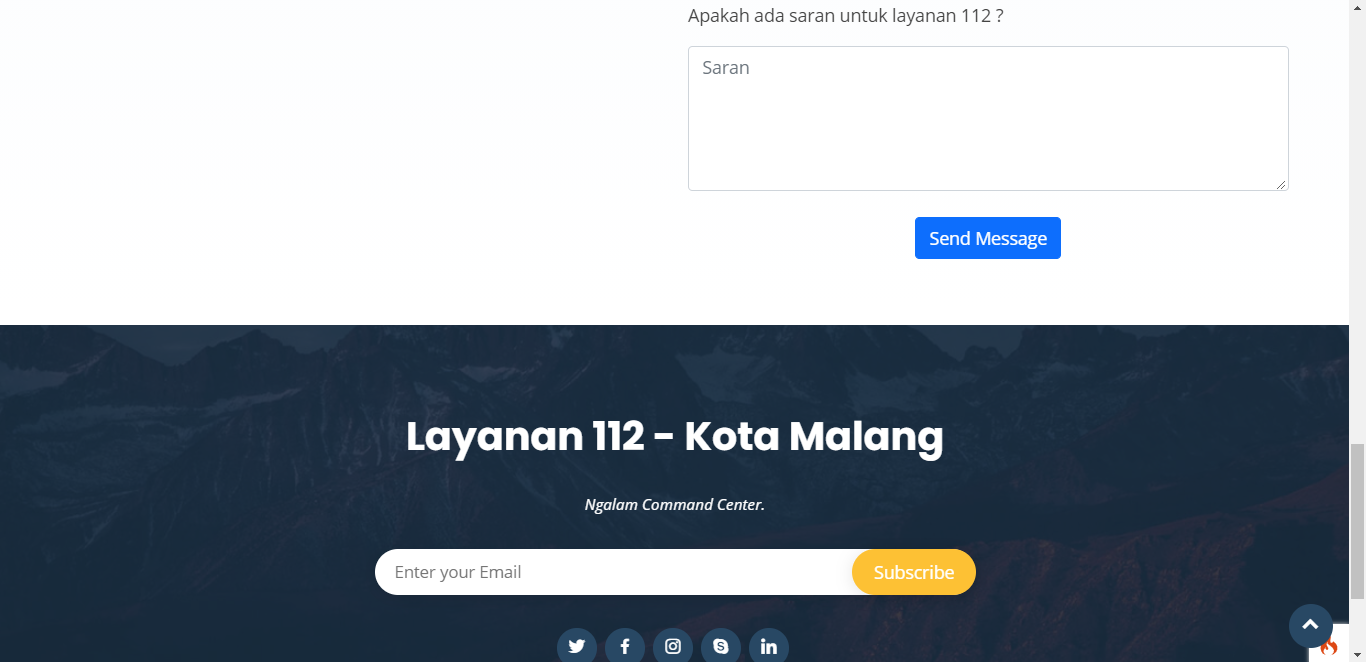 Apakah ada saran untuk layanan 112 ?
Saran
Send Message
Layanan 112 - Kota Malang
Ngalam Command Center.
Enter your Email
Subscribe